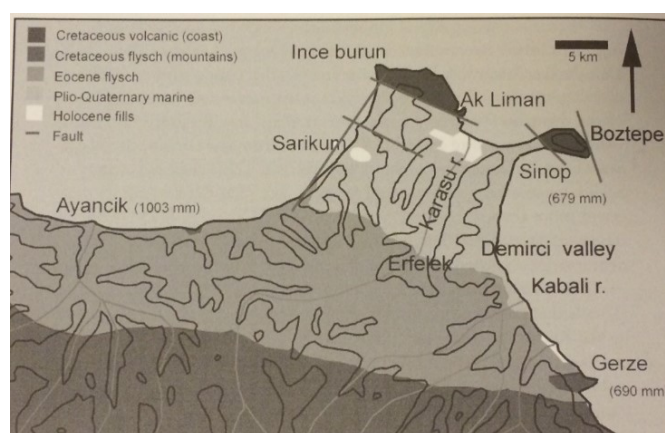 Cretaceous volcanic (coast)
Cretaceous flysch (mountains)
Eocene flysch
Plio-Quaternary marine
Holocene fills
Fault
Ince burun
5 km
Ak Liman
Boztepe
Sarikum
Sinop
Karasu r.
(679 mm)
Ayancik (1003 mm)
Demirci valley
Erfelek
Kabali r.
Gerze
(690 mm)